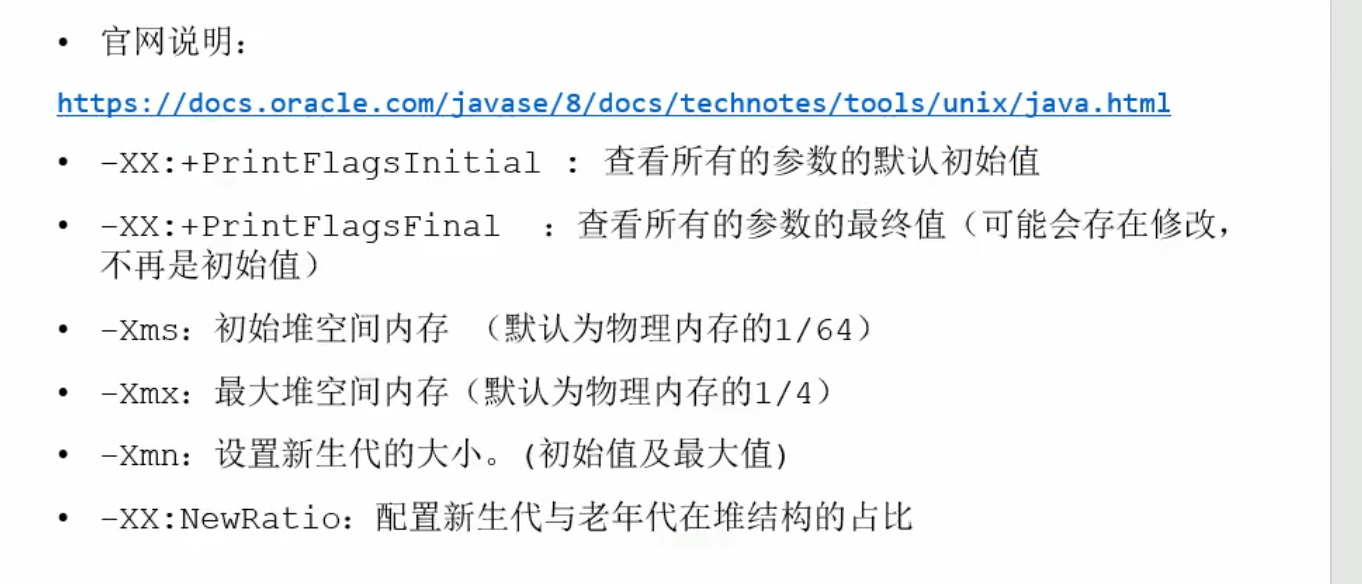 • 官网说明：
https://docs.oracle.com/javase/8/docs/technotes/tools/unix/java.html
• -XX:+PrintFlagsInitial : 查看所有的参数的默认初始值
• -XX:+PrintFlagsFinal :查看所有的参数的最终值（可能会存在修改，
不再是初始值）
• -Xms：初始堆空间内存 （默认为物理内存的1/64）
• -Xmx：最大堆空间内存（默认为物理内存的1/4）
• -Xmn：设置新生代的大小。(初始值及最大值)
• -XX:NewRatio：配置新生代与老年代在堆结构的占比